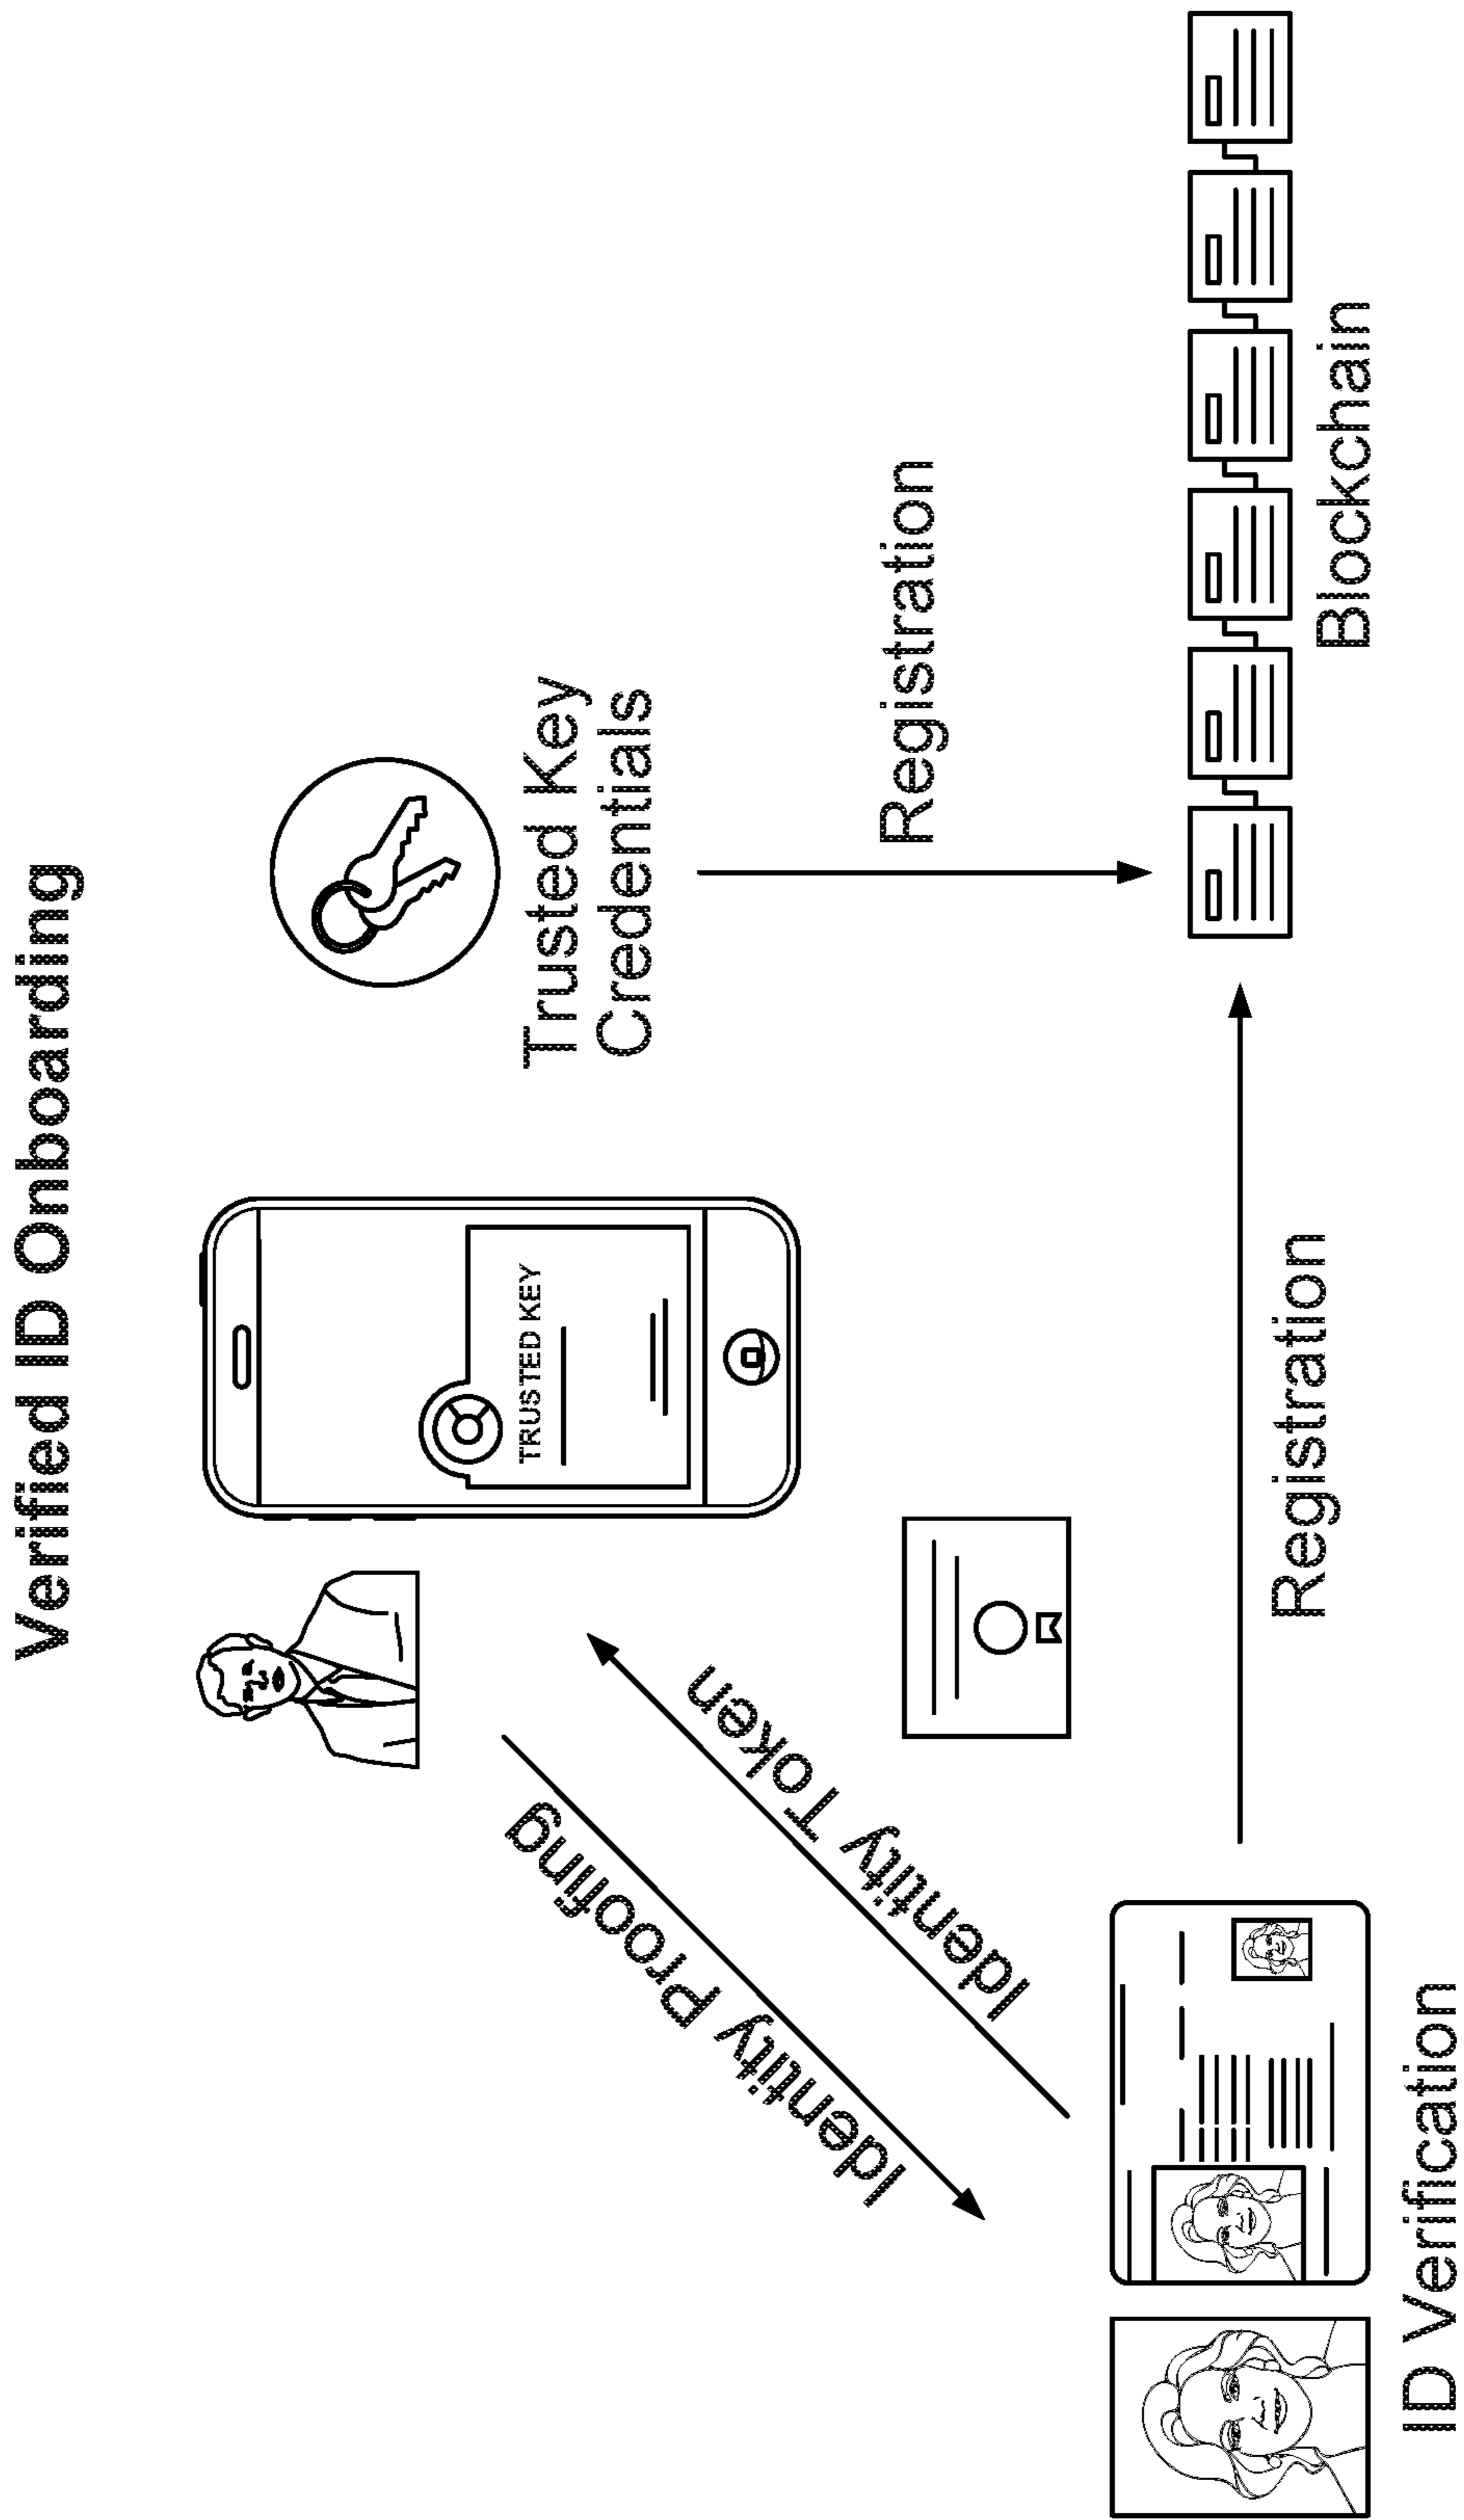 Verified ID Onboarding
TRUSTED KEY
Trusted Key
Credentials
Identity Proofing
Identity Token
Registration
Registration
Blockchain
ID Verification